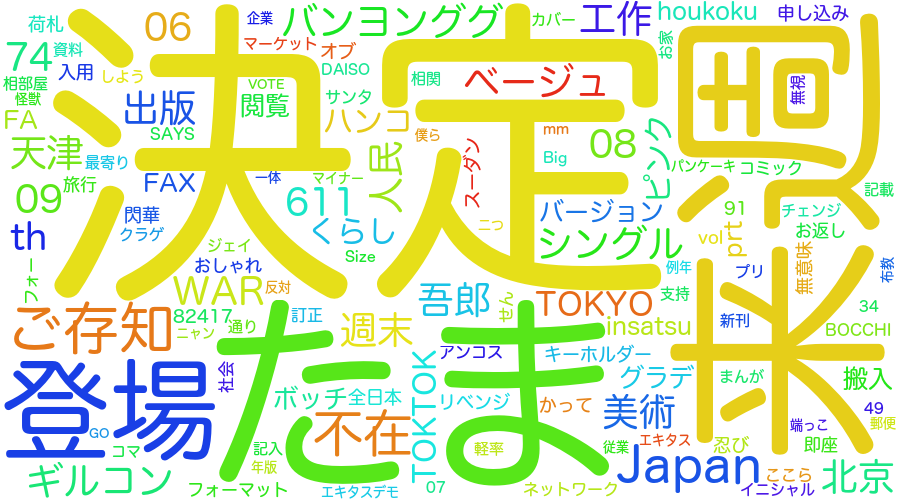 荷札
06
企業
バンヨングク
カバー
工作
houkoku
申し込み
74
資料
マーケット
オブ
お家
相部屋
入用
しよう
DAISO
相関
ベージュ
無視
怪獣
出版
VOTE
閲覧
サンタ
FA
SAYS
ハンコ
僕ら
mm
08
ピンク
天津
最寄り
人民
スーダン
Big
パンケーキ
コミック
決定
週
09
旅行
FAX
一体
マイナー
記載
閃華
611
くらし
二つ
バージョン
91
チェンジ
th
クラゲ
ジェイ
シングル
vol
prt
お返し
おしゃれ
Size
例年
プリ
無意味
布教
フォー
WAR
反対
吾郎
せん
TOKYO
支持
来
82417
訂正
insatsu
新刊
34
ご存知
ニャン
通り
週末
BOCCHI
たま
アンコス
キーホルダー
登場
社会
ボッチ
全日本
TOKTOK
リベンジ
グラデ
まんが
搬入
GO
不在
かって
美術
49
郵便
コマ
記入
軽率
従業
エキタス
忍び
端っこ
即座
ギルコン
年版
Japan
ここら
北京
フォーマット
エキタスデモ
07
ネットワーク
イニシャル